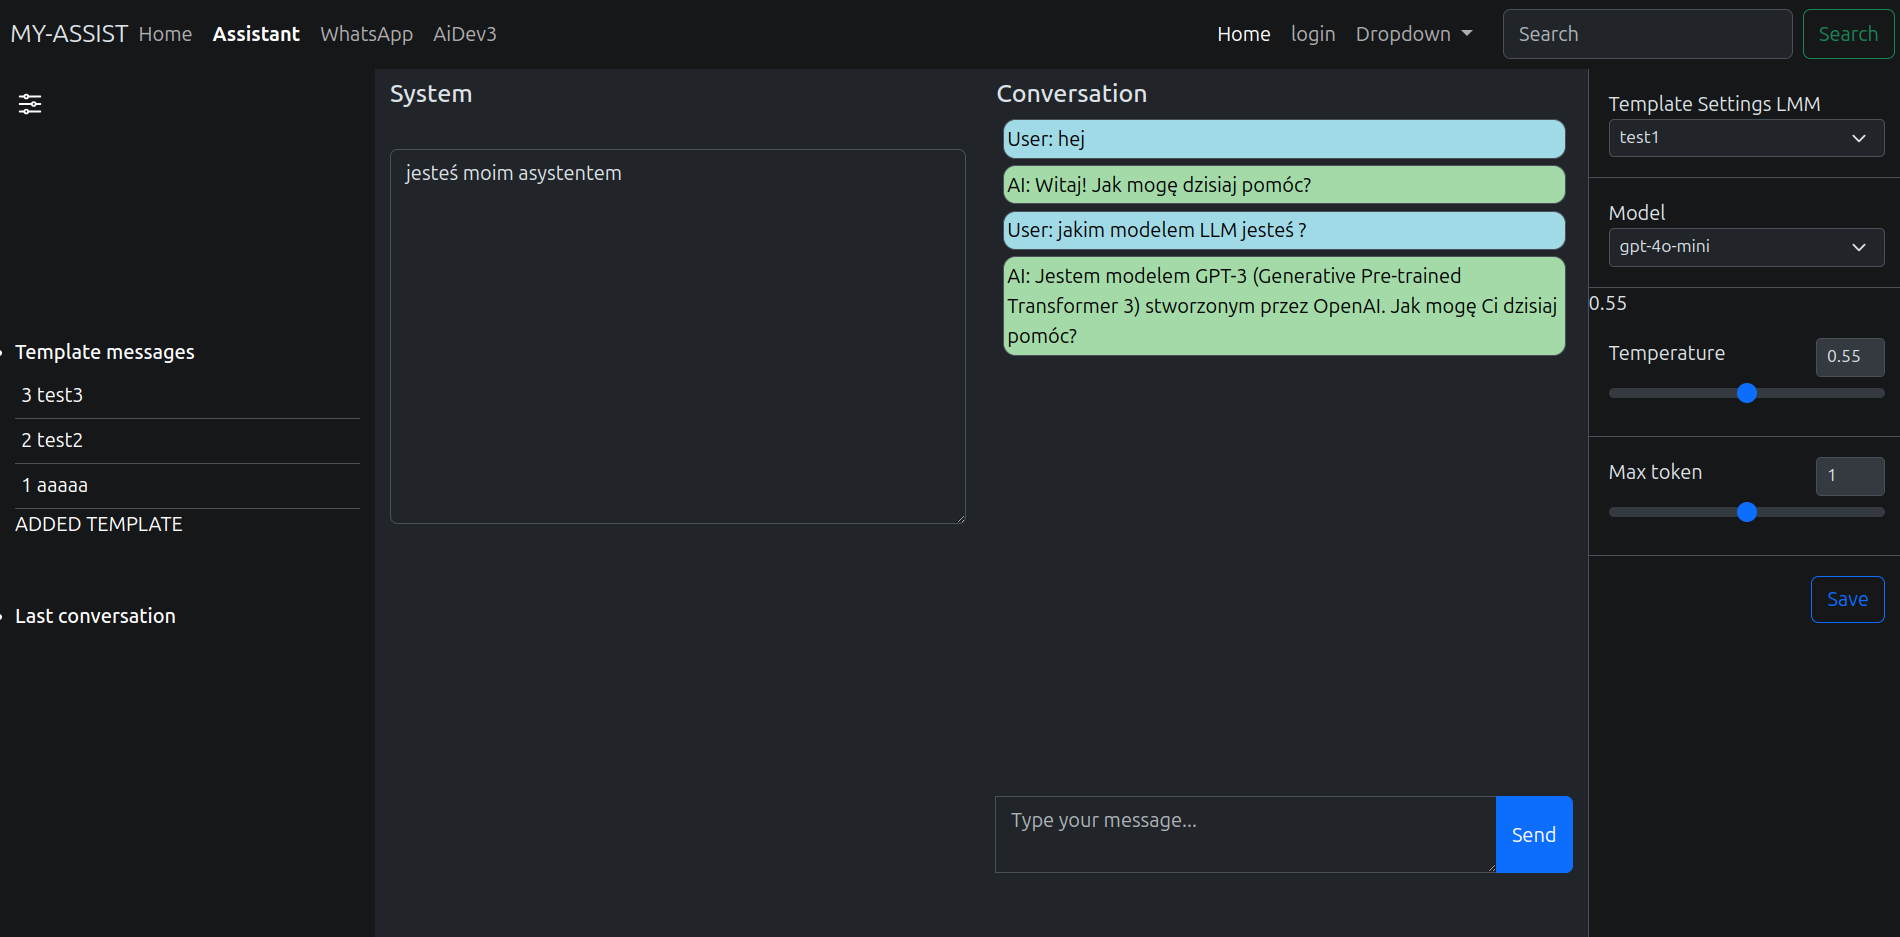 MY-ASSIST Home Assistant WhatsApp AiDev3 Home login Dropdown Search Search
Template messages
3 test3
2 test2
1 aaaaa
ADDED TEMPLATE
Last conversation
System
jesteś moim asystentem
Conversation
User: hej
AI: Witaj! Jak mogę dzisiaj pomóc?
User: jakim modelem LLM jesteś ?
AI: Jestem modelem GPT-3 (Generative Pre-trained
Transformer 3) stworzonym przez OpenAI. Jak mogę Ci dzisiaj
pomóc?
Type your message...
Send
Template Settings LMM
test1
Model
gpt-4o-mini
0.55
Temperature 0.55
Max token 1
Save